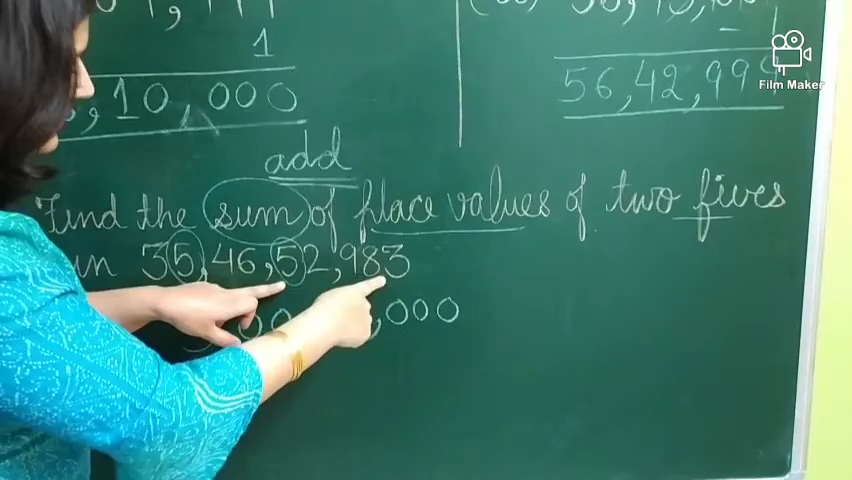 1
10,000
56,42,99
Film Maker
add
Find the sum of place values of two fives
in 35,46,52,983
00 ,000